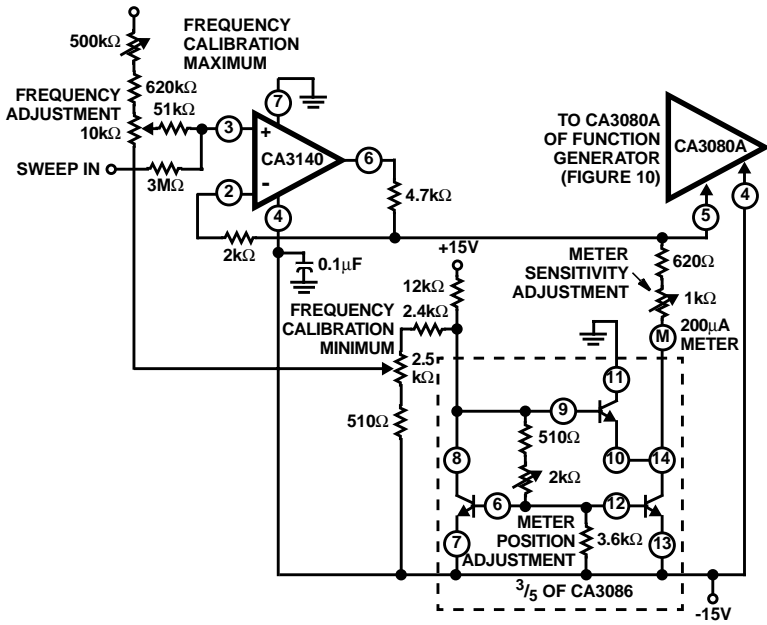 FREQUENCY
CALIBRATION
MAXIMUM
500kΩ
620kΩ
FREQUENCY
ADJUSTMENT
10kΩ
51kΩ
SWEEP IN
3MΩ
7
3
+
CA3140
6
2
-
4
2kΩ
4.7kΩ
0.1μF
TO CA3080A
OF FUNCTION
GENERATOR
(FIGURE 10)
CA3080A
5
4
+15V
12kΩ
2.4kΩ
FREQUENCY
CALIBRATION
MINIMUM
2.5
kΩ
510Ω
METER
SENSITIVITY
ADJUSTMENT
620Ω
1kΩ
M
200μA
METER
11
9
510Ω
10
14
8
2kΩ
6
12
METER
POSITION
ADJUSTMENT
3.6kΩ
7
13
3/5 OF CA3086
-15V